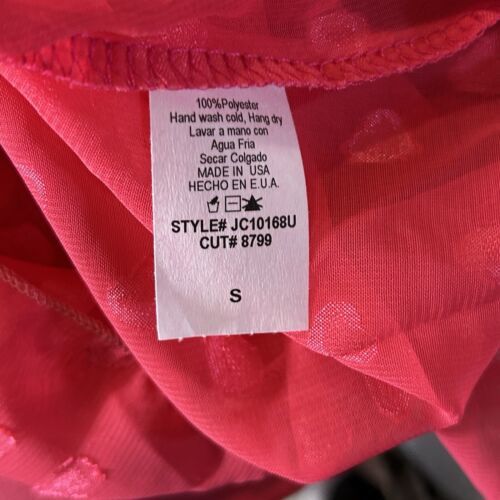 100%Polyester
Hand wash cold, Hang dry
Lavar a mano con
Agua Fria
Secar Colgado
MADE IN USA
HECHO EN E.U.A.
STYLE# JC10168U
CUT# 8799
S